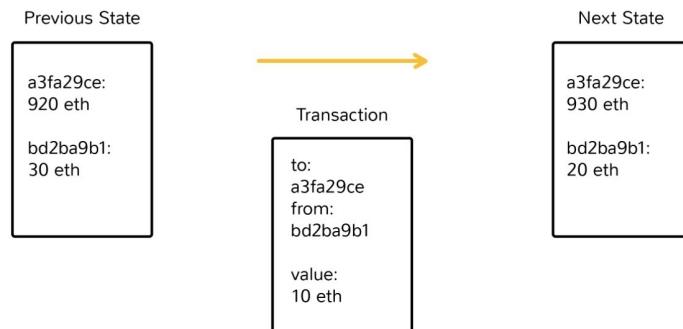 Previous State
a3fa29ce:
920 eth
bd2ba9b1:
30 eth
Transaction
to:
a3fa29ce
from:
bd2ba9b1
value:
10 eth
Next State
a3fa29ce:
930 eth
bd2ba9b1:
20 eth